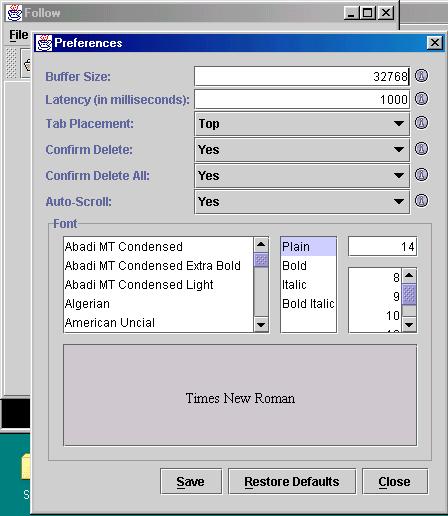 Follow
File
Preferences
Buffer Size: 32768
Latency (in milliseconds): 1000
Tab Placement: Top
Confirm Delete: Yes
Confirm Delete All: Yes
Auto-Scroll: Yes
Font
Abadi MT Condensed Plain 14
Abadi MT Condensed Extra Bold Bold 8
Abadi MT Condensed Light Italic 9
Algerian Bold Italic 10
American Uncial
Times New Roman
Save Restore Defaults Close